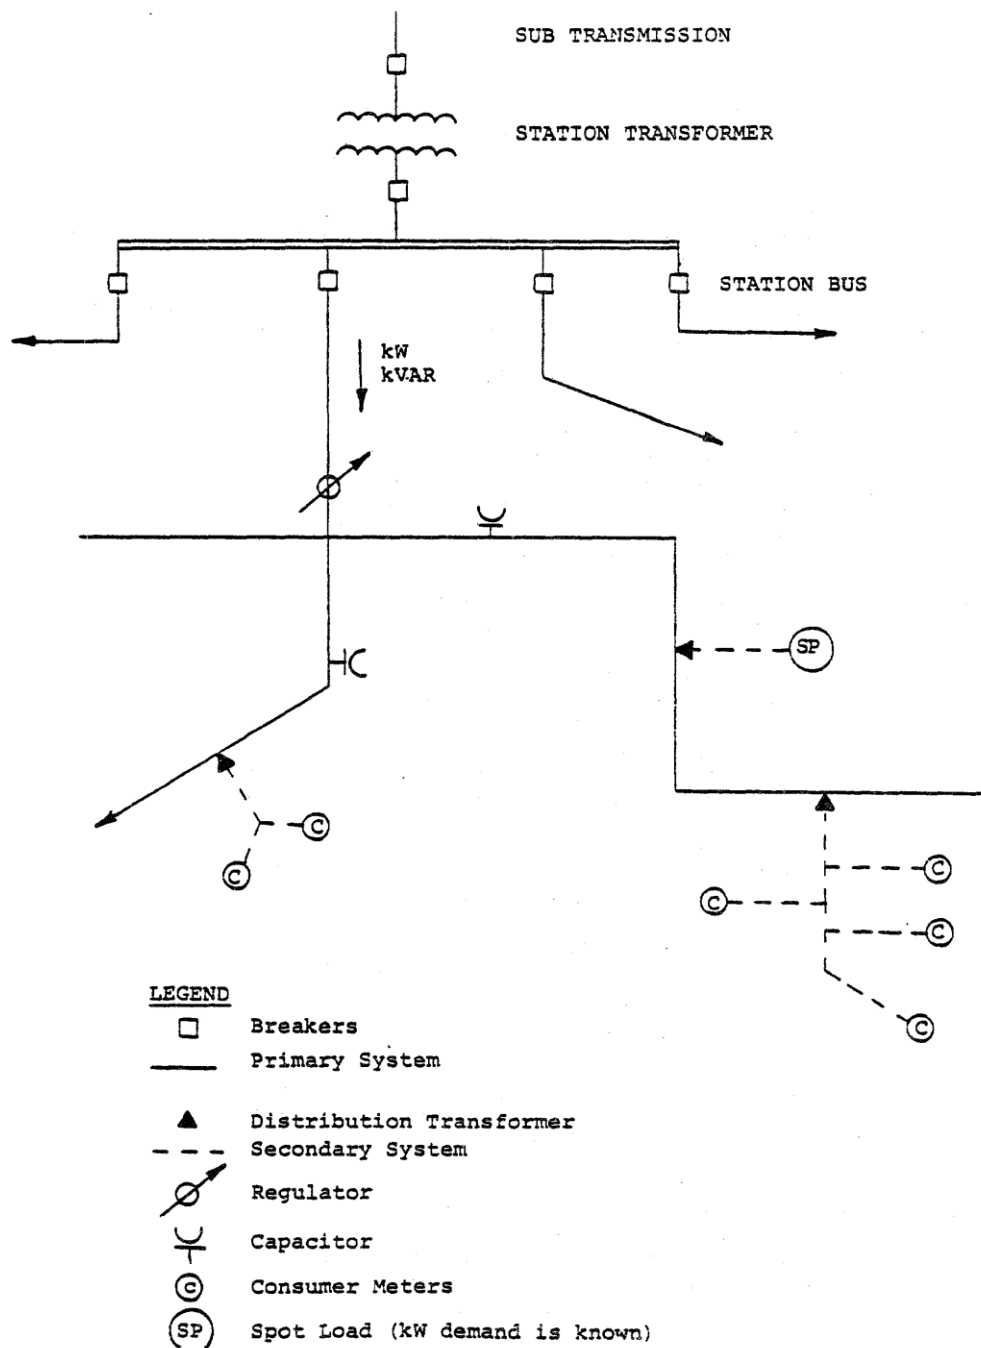 SUB TRANSMISSION
STATION TRANSFORMER
STATION BUS
kW
kVAR
SP
C
C
C
C
C
C
LEGEND
Breakers
Primary System
Distribution Transformer
Secondary System
Regulator
Capacitor
C Consumer Meters
SP Spot Load (kW demand is known)